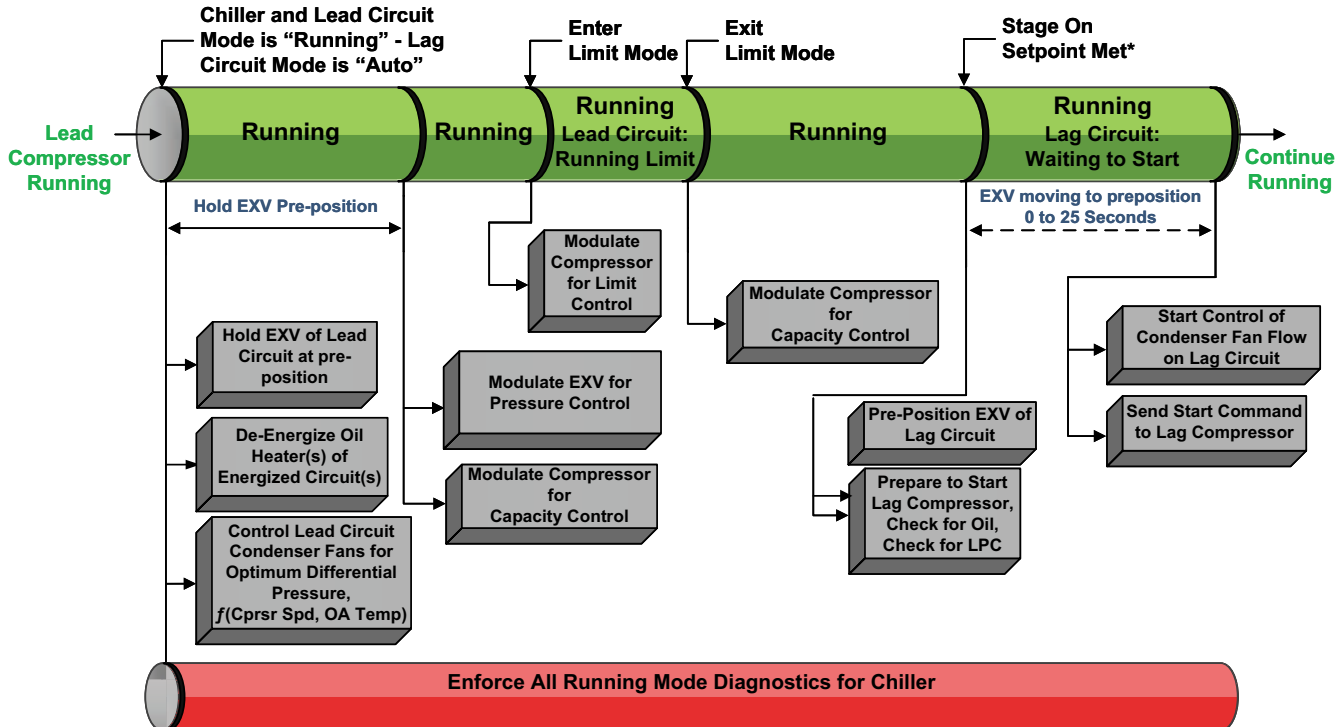 Chiller and Lead Circuit
Mode is “Running” - Lag
Circuit Mode is “Auto”
Enter
Limit Mode
Exit
Limit Mode
Stage On
Setpoint Met*
Lead
Compressor
Running
Running
Running
Running
Lead Circuit:
Running Limit
Running
Running
Lag Circuit:
Waiting to Start
Continue
Running
Hold EXV Pre-position
EXV moving to preposition
0 to 25 Seconds
Modulate
Compressor
for Limit
Control
Modulate Compressor
for
Capacity Control
Hold EXV of Lead
Circuit at pre-
position
Start Control of
Condenser Fan Flow
on Lag Circuit
Modulate EXV for
Pressure Control
Pre-Position EXV of
Lag Circuit
Send Start Command
to Lag Compressor
De-Energize Oil
Heater(s) of
Energized Circuit(s)
Modulate Compressor
for
Capacity Control
Prepare to Start
Lag Compressor,
Check for Oil,
Check for LPC
Control Lead Circuit
Condenser Fans for
Optimum Differential
Pressure,
ƒ(Cprsr Spd, OA Temp)
Enforce All Running Mode Diagnostics for Chiller